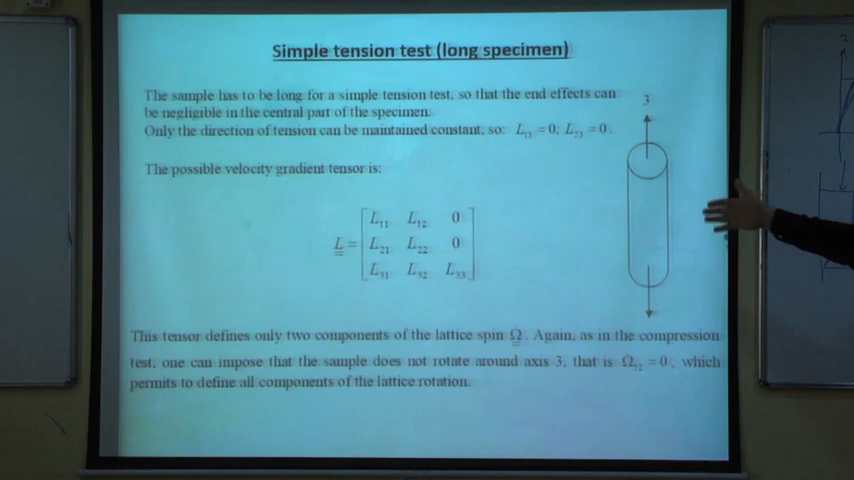 Simple tension test (long specimen)
The sample has to be long for a simple tension test, so that the end effects can
be negligible in the central part of the specimen.
Only the direction of tension can be maintained constant, so: L₁₃ = 0, L₂₃ = 0.
3
The possible velocity gradient tensor is:
L₁₁ L₁₂ 0
L = L₂₁ L₂₂ 0
L₃₁ L₃₂ L₃₃
This tensor defines only two components of the lattice spin Ω. Again, as in the compression
test, one can impose that the sample does not rotate around axis 3, that is Ω₁₂ = 0, which
permits to define all components of the lattice rotation.